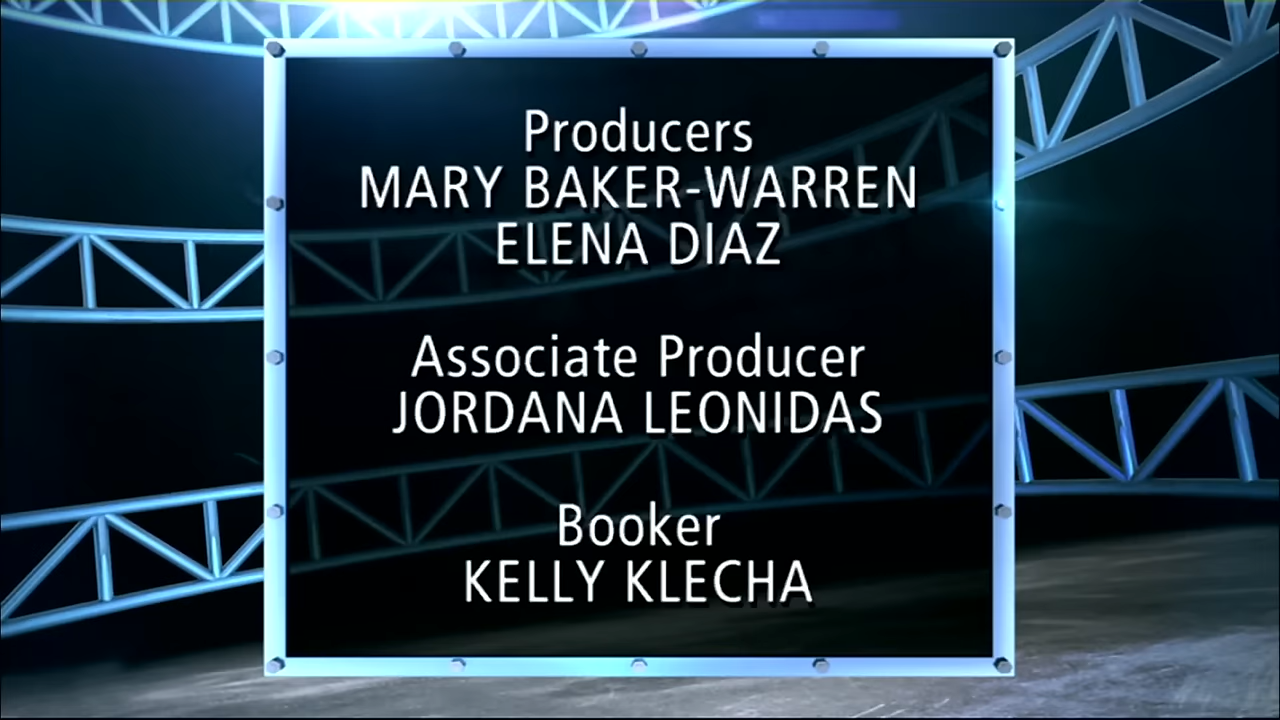 Producers
MARY BAKER-WARREN
ELENA DIAZ
Associate Producer
JORDANA LEONIDAS
Booker
KELLY KLECHA